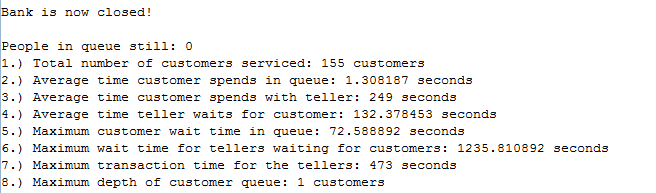 Bank is now closed!
People in queue still: 0
1.) Total number of customers serviced: 155 customers
2.) Average time customer spends in queue: 1.308187 seconds
3.) Average time customer spends with teller: 249 seconds
4.) Average time teller waits for customer: 132.378453 seconds
5.) Maximum customer wait time in queue: 72.588892 seconds
6.) Maximum wait time for tellers waiting for customers: 1235.810892 seconds
7.) Maximum transaction time for the tellers: 473 seconds
8.) Maximum depth of customer queue: 1 customers